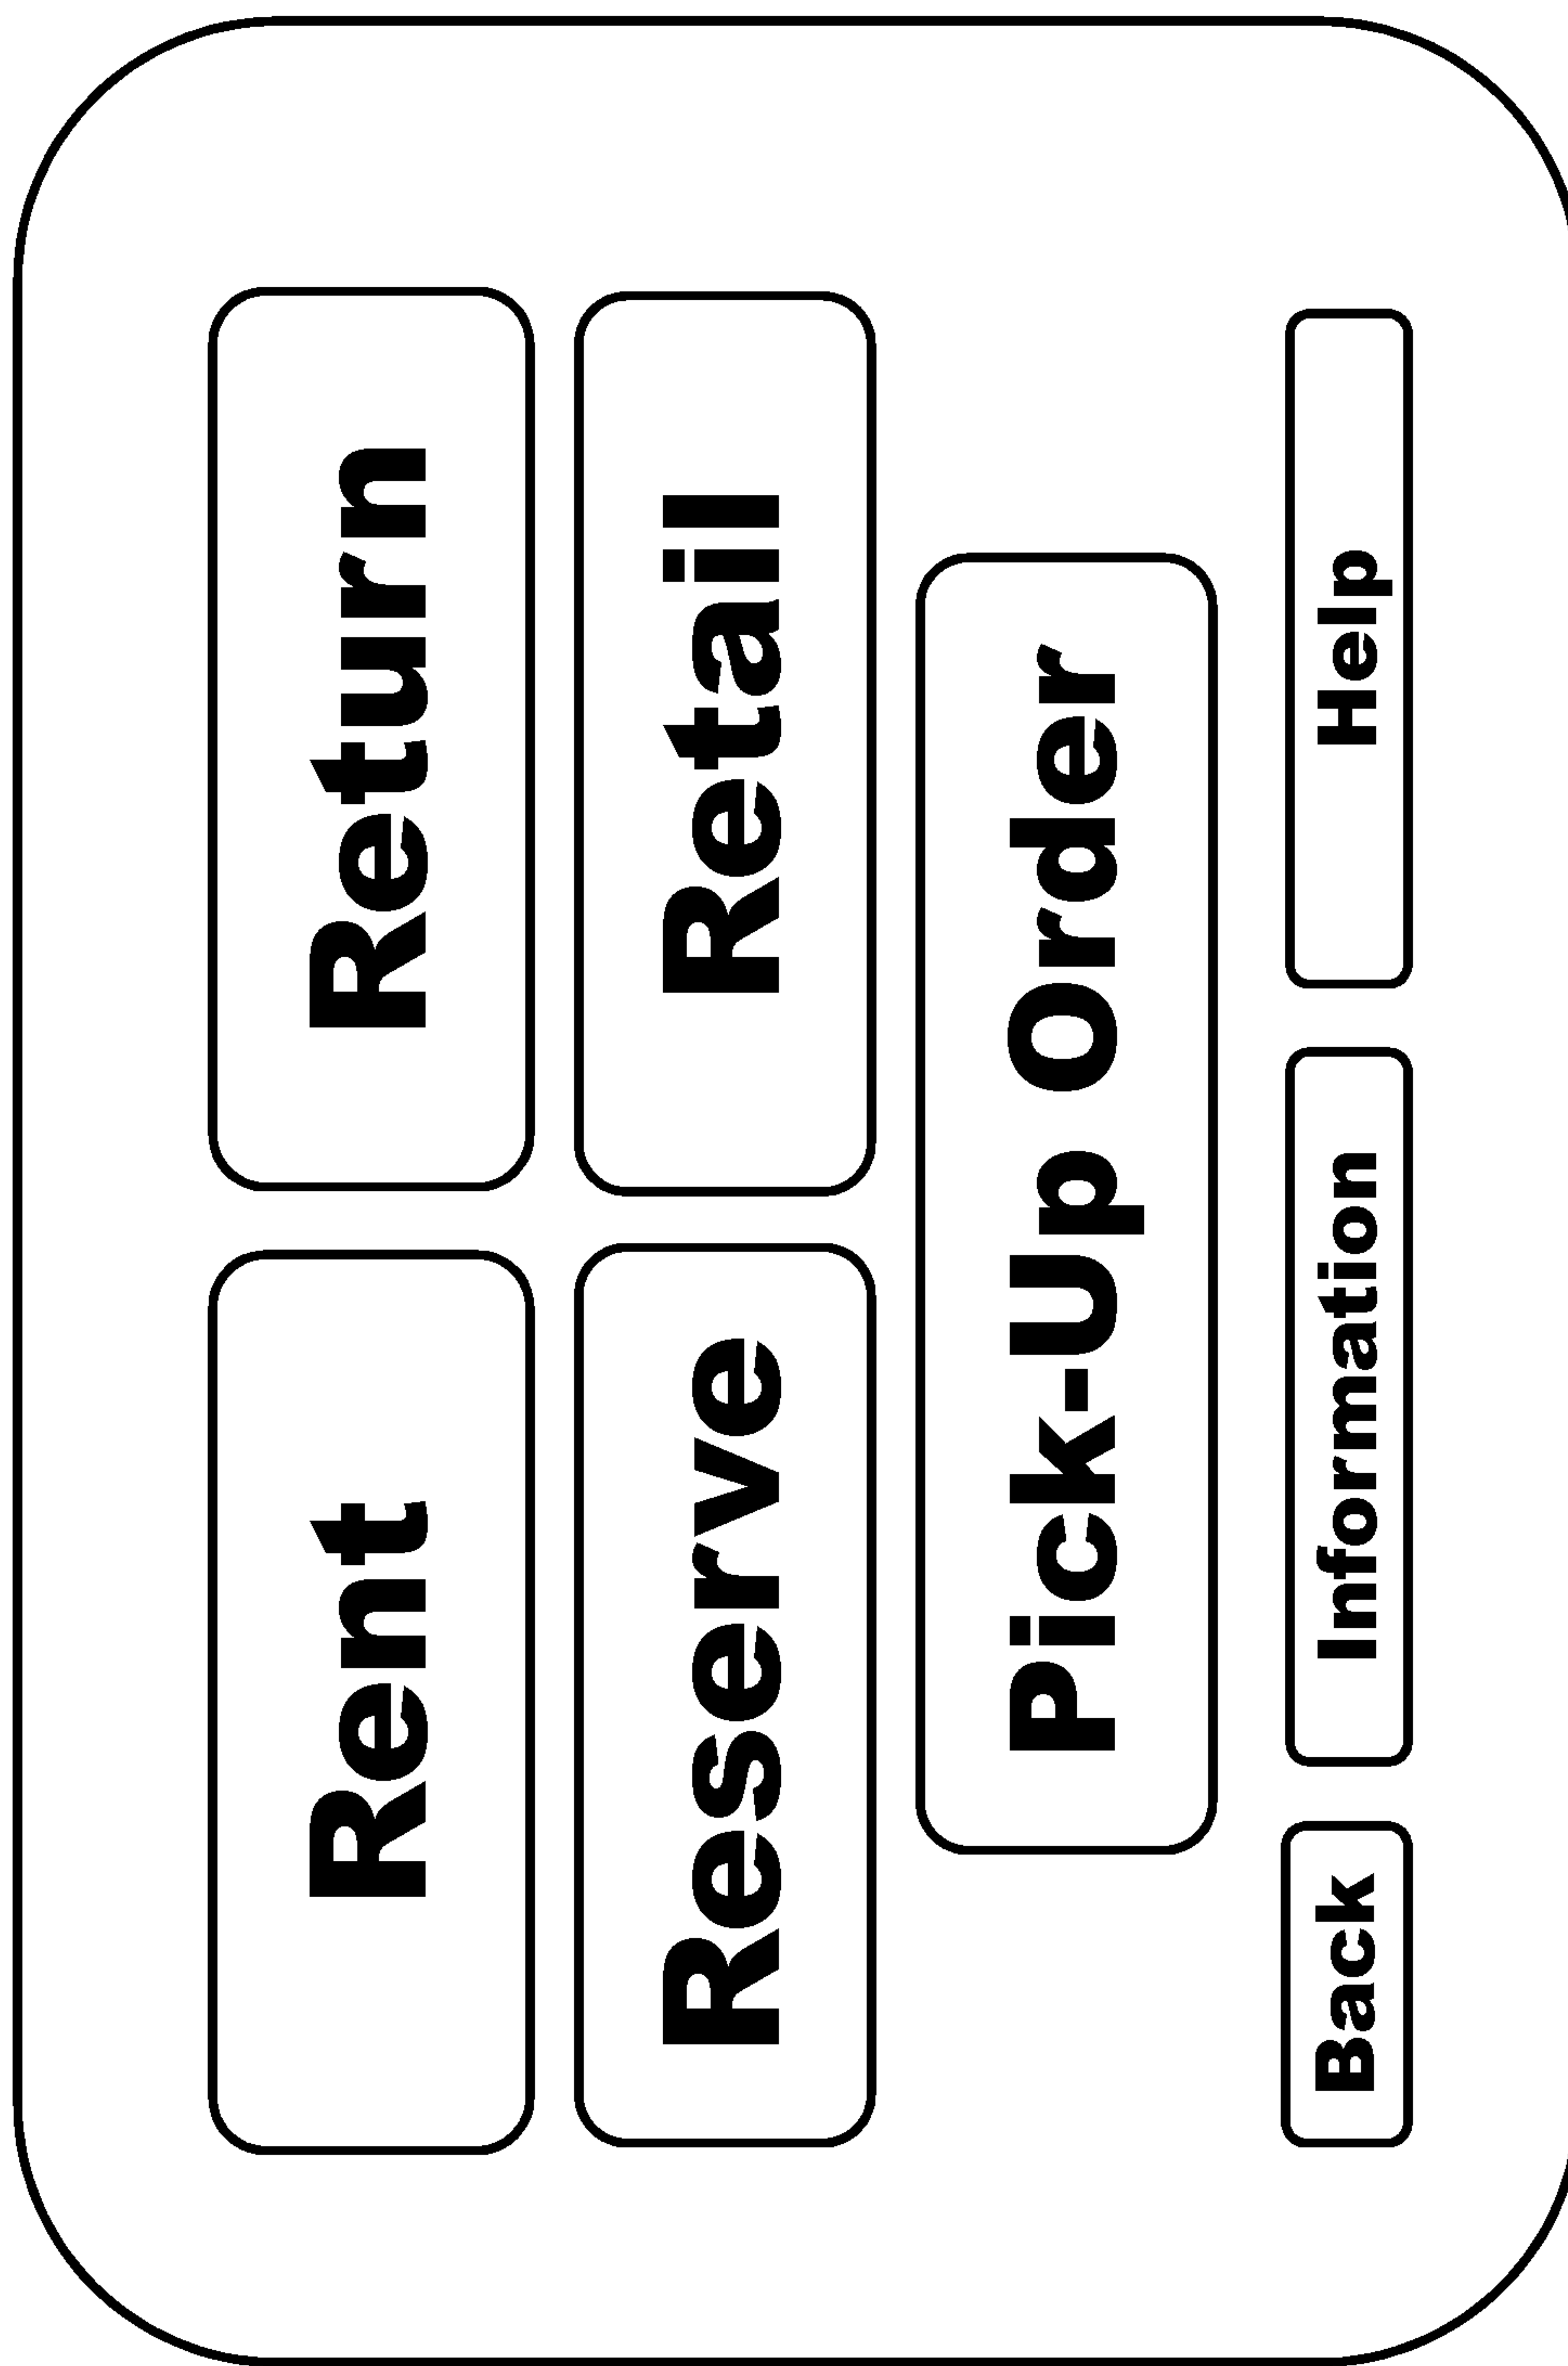 Rent Return
Reserve Retail
Pick-Up Order
Back Information Help